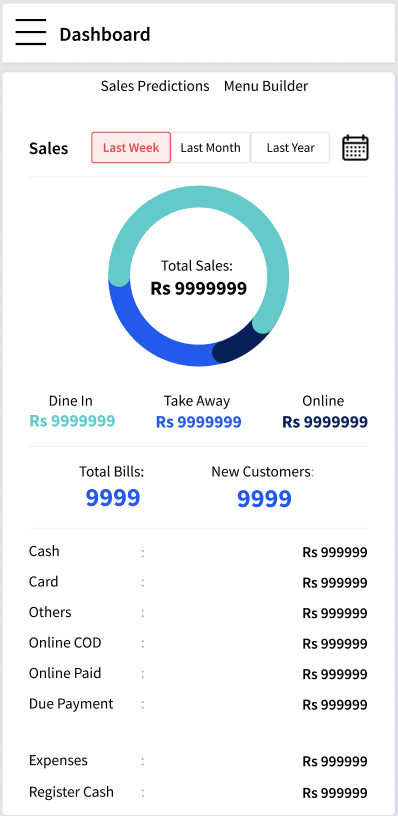 Dashboard
Sales Predictions Menu Builder
Sales Last Week Last Month Last Year
Total Sales:
Rs 9999999
Dine In Take Away Online
Rs 9999999 Rs 9999999 Rs 9999999
Total Bills: New Customers:
9999 9999
Cash : Rs 999999
Card : Rs 999999
Others : Rs 999999
Online COD : Rs 999999
Online Paid : Rs 999999
Due Payment : Rs 999999
Expenses : Rs 999999
Register Cash : Rs 999999